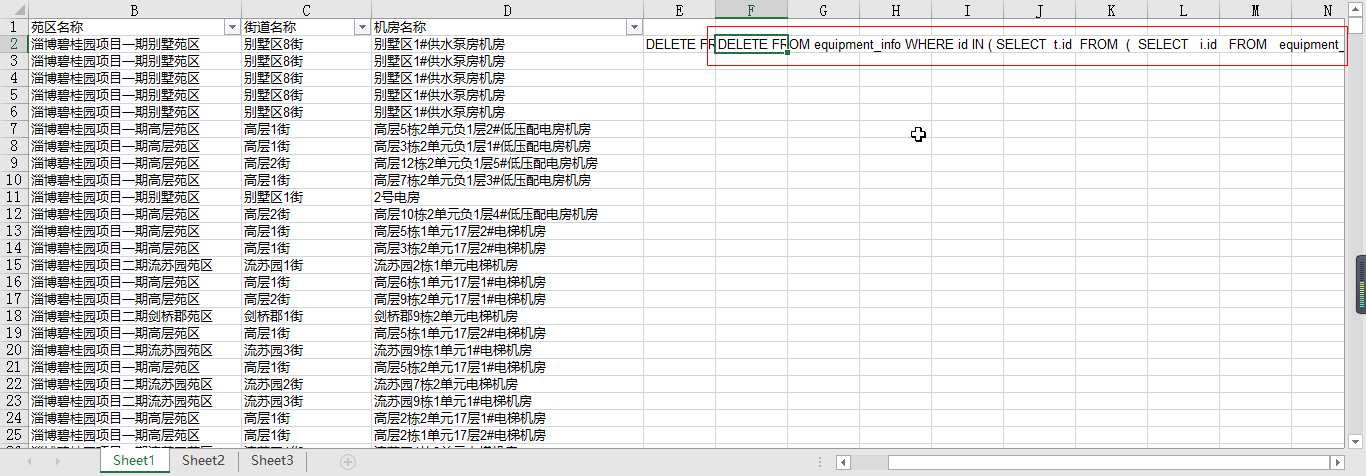 B C D E F G H I J K L M N
1 苑区名称 街道名称 机房名称
2 淄博碧桂园项目一期别墅苑区 别墅区8街 别墅区1#供水泵房机房 DELETE FR DELETE FROM equipment_info WHERE id IN ( SELECT t.id FROM ( SELECT i.id FROM equipment_
3 淄博碧桂园项目一期别墅苑区 别墅区8街 别墅区1#供水泵房机房
4 淄博碧桂园项目一期别墅苑区 别墅区8街 别墅区1#供水泵房机房
5 淄博碧桂园项目一期别墅苑区 别墅区8街 别墅区1#供水泵房机房
6 淄博碧桂园项目一期别墅苑区 别墅区8街 别墅区1#供水泵房机房
7 淄博碧桂园项目一期高层苑区 高层1街 高层5栋2单元负1层2#低压配电房机房
8 淄博碧桂园项目一期高层苑区 高层1街 高层3栋2单元负1层1#低压配电房机房
9 淄博碧桂园项目一期高层苑区 高层2街 高层12栋2单元负1层5#低压配电房机房
10 淄博碧桂园项目一期高层苑区 高层1街 高层7栋2单元负1层3#低压配电房机房
11 淄博碧桂园项目一期别墅苑区 别墅区1街 2号电房
12 淄博碧桂园项目一期高层苑区 高层2街 高层10栋2单元负1层4#低压配电房机房
13 淄博碧桂园项目一期高层苑区 高层1街 高层5栋1单元17层2#电梯机房
14 淄博碧桂园项目一期高层苑区 高层1街 高层3栋2单元17层1#电梯机房
15 淄博碧桂园项目二期流苏园苑区 流苏园1街 流苏园2栋1单元电梯机房
16 淄博碧桂园项目一期高层苑区 高层1街 高层6栋1单元17层1#电梯机房
17 淄博碧桂园项目一期高层苑区 高层2街 高层9栋2单元17层1#电梯机房
18 淄博碧桂园项目二期剑桥郡苑区 剑桥郡1街 剑桥郡9栋2单元电梯机房
19 淄博碧桂园项目一期高层苑区 高层1街 高层5栋1单元17层2#电梯机房
20 淄博碧桂园项目二期流苏园苑区 流苏园3街 流苏园9栋1单元1#电梯机房
21 淄博碧桂园项目一期高层苑区 高层1街 高层5栋2单元17层1#电梯机房
22 淄博碧桂园项目二期流苏园苑区 流苏园2街 流苏园7栋2单元电梯机房
23 淄博碧桂园项目二期流苏园苑区 流苏园3街 流苏园9栋1单元1#电梯机房
24 淄博碧桂园项目一期高层苑区 高层1街 高层2栋2单元17层1#电梯机房
25 淄博碧桂园项目一期高层苑区 高层1街 高层2栋1单元17层2#电梯机房
Sheet1 Sheet2 Sheet3